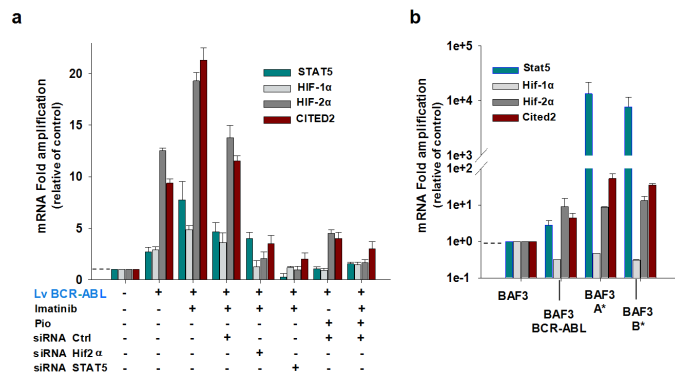 a
mRNA Fold amplification
(relative of control)
20
15
10
5
0
STAT5
HIF-1α
HIF-2α
CITED2
Lv BCR-ABL - + + + + + + +
Imatinib - - + + + + - +
Pio - - - - - - + +
siRNA Ctrl - - - + - - + +
siRNA Hif2α - - - - + - - -
siRNA STAT5 - - - - - + - -
b
mRNA Fold amplification
(relative of control)
1e+5
1e+4
1e+3
1e+2
1e+1
1e+0
1e-1
Stat5
Hif-1α
Hif-2α
Cited2
BAF3
BAF3
BCR-ABL
BAF3
A*
BAF3
B*